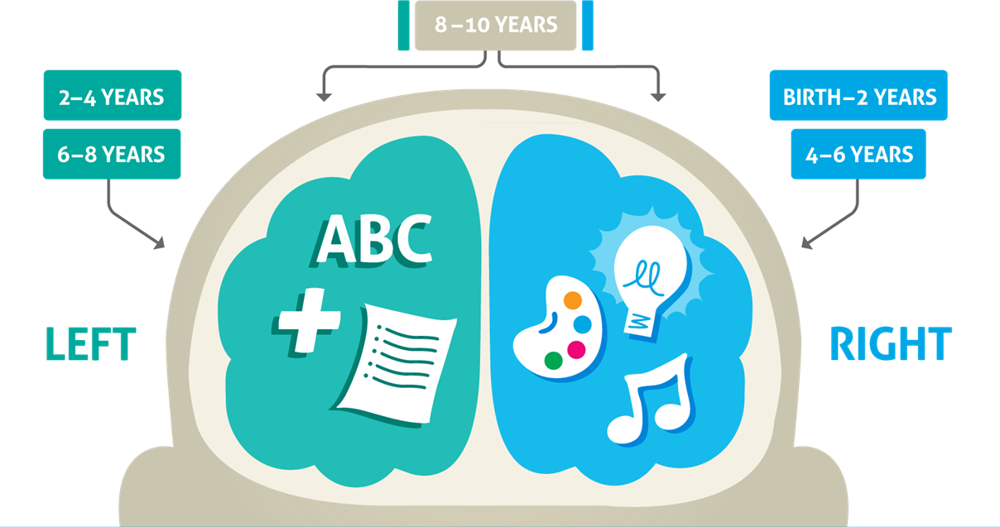 8–10 YEARS
2–4 YEARS
6–8 YEARS
BIRTH–2 YEARS
4–6 YEARS
ABC
LEFT
RIGHT